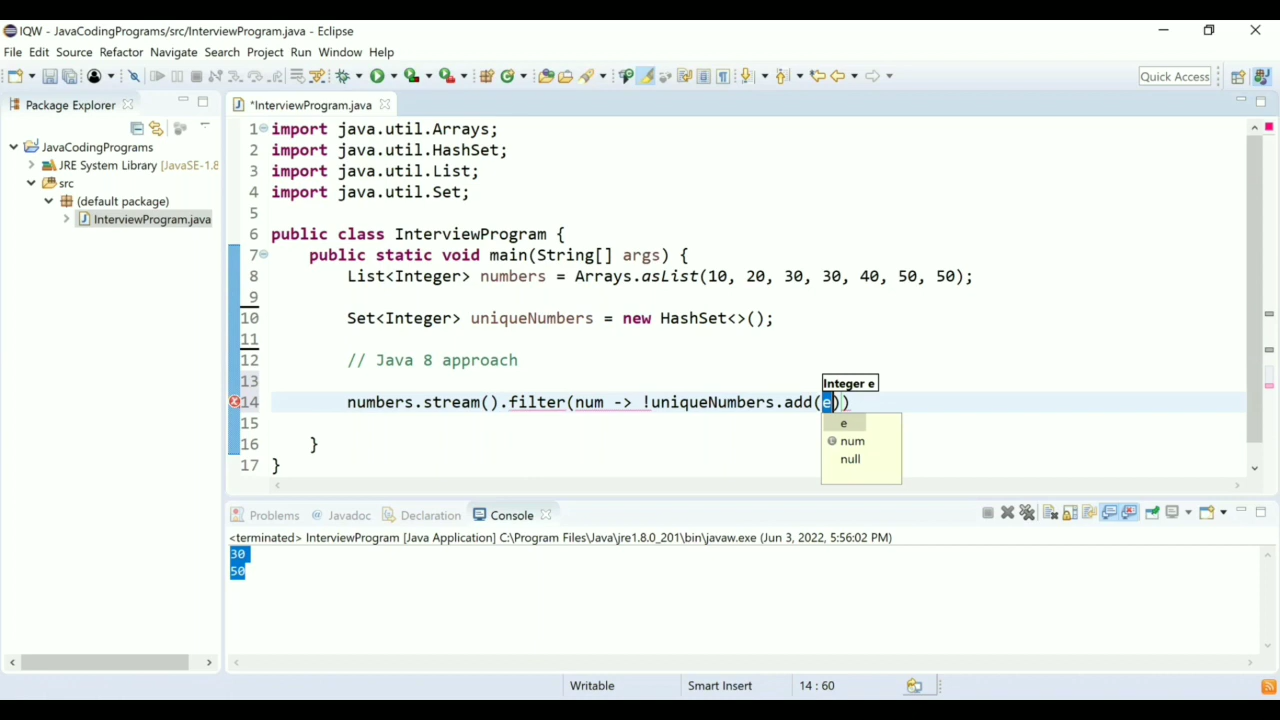 IQW - JavaCodingPrograms/src/InterviewProgram.java - Eclipse
File Edit Source Refactor Navigate Search Project Run Window Help
Quick Access
Package Explorer
*InterviewProgram.java
JavaCodingPrograms
JRE System Library [JavaSE-1.8
src
(default package)
InterviewProgram.java
1 import java.util.Arrays;
2 import java.util.HashSet;
3 import java.util.List;
4 import java.util.Set;
5
6 public class InterviewProgram {
7 public static void main(String[] args) {
8 List<Integer> numbers = Arrays.asList(10, 20, 30, 30, 40, 50, 50);
9
10 Set<Integer> uniqueNumbers = new HashSet<>();
11
12 // Java 8 approach
13
Integer e
14 numbers.stream().filter(num -> !uniqueNumbers.add(e))
e
15
num
16 }
null
17 }
Problems @ Javadoc Declaration Console
<terminated> InterviewProgram [Java Application] C:\Program Files\Java\jre1.8.0_201\bin\javaw.exe (Jun 3, 2022, 5:56:02 PM)
30
50
Writable Smart Insert 14 : 60